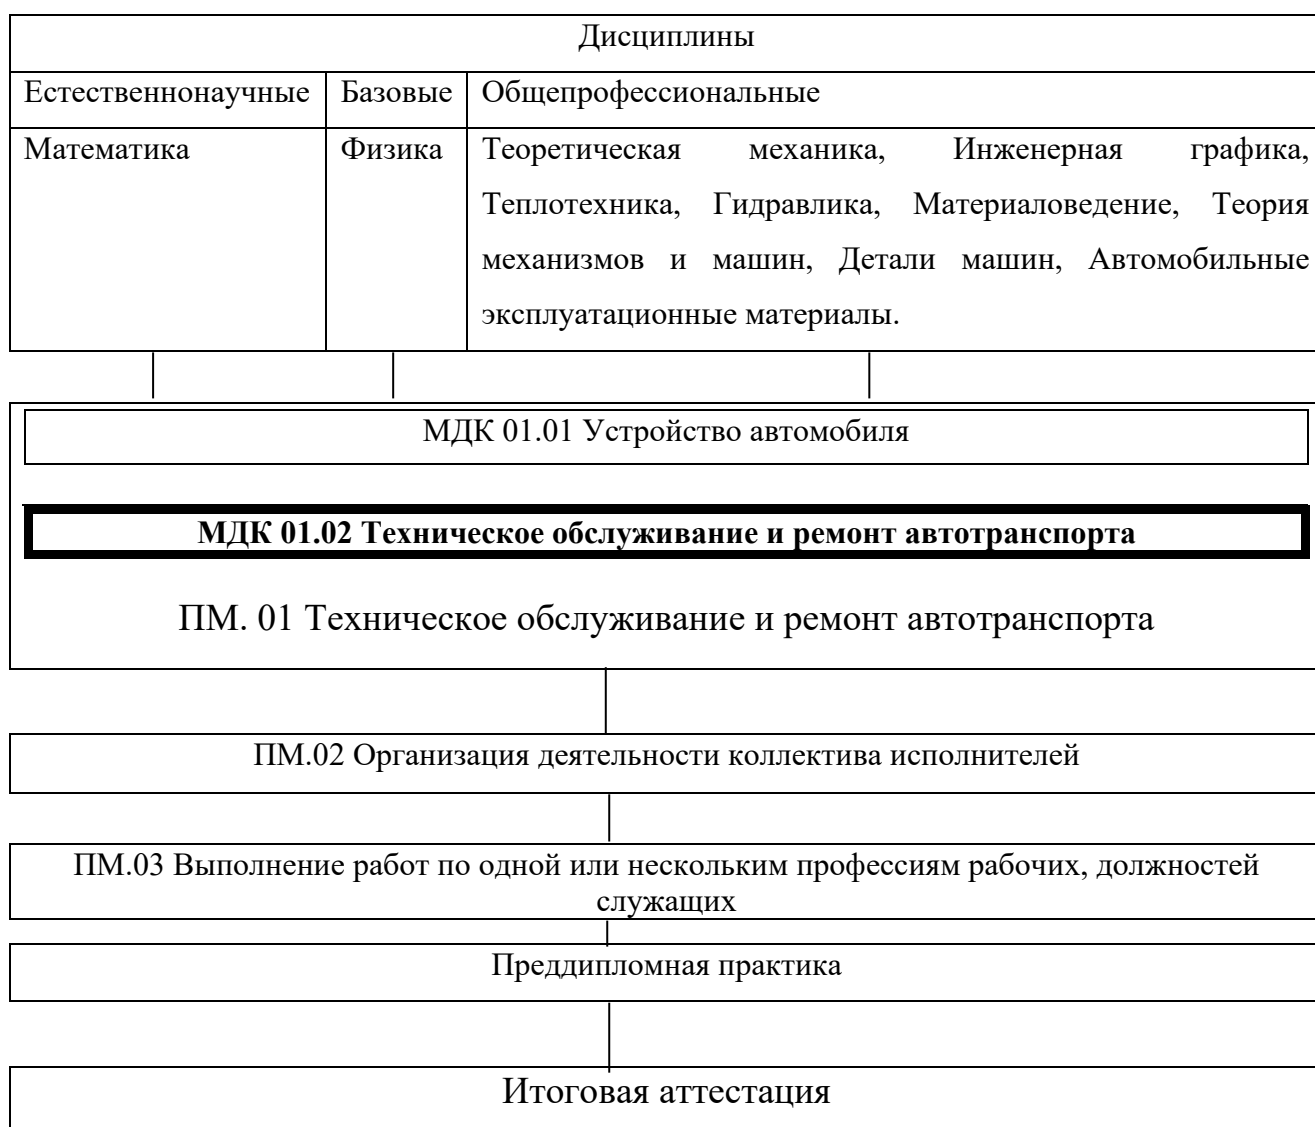 Дисциплины
Естественнонаучные Базовые Общепрофессиональные
Математика Физика Теоретическая механика, Инженерная графика,
Теплотехника, Гидравлика, Материаловедение, Теория
механизмов и машин, Детали машин, Автомобильные
эксплуатационные материалы.
МДК 01.01 Устройство автомобиля
МДК 01.02 Техническое обслуживание и ремонт автотранспорта
ПМ. 01 Техническое обслуживание и ремонт автотранспорта
ПМ.02 Организация деятельности коллектива исполнителей
ПМ.03 Выполнение работ по одной или нескольким профессиям рабочих, должностей
служащих
Преддипломная практика
Итоговая аттестация